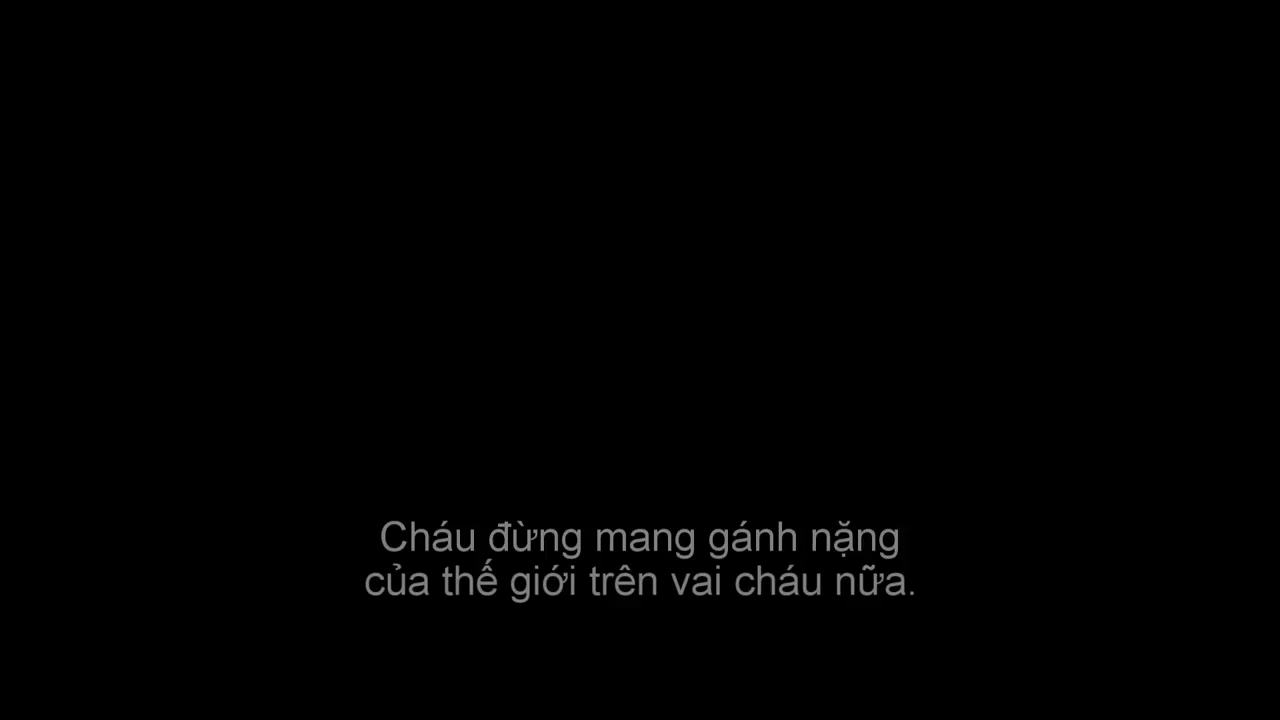 Cháu đừng mang gánh nặng
của thế giới trên vai cháu nữa.